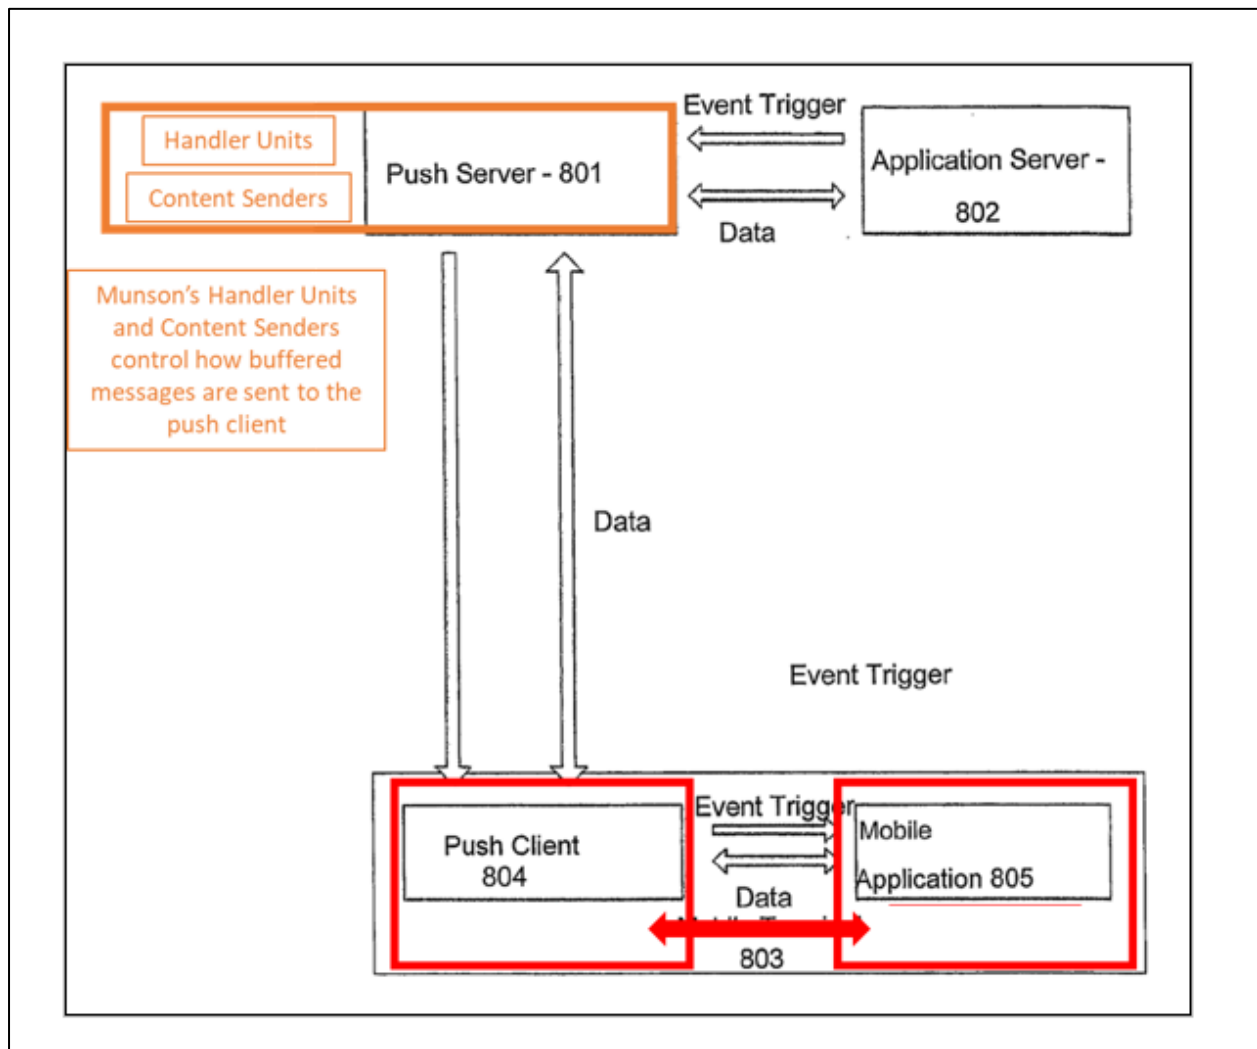 Handler Units
Content Senders
Push Server - 801
Event Trigger
Data
Application Server -
802
Munson's Handler Units
and Content Senders
control how buffered
messages are sent to the
push client
Data
Event Trigger
Push Client
804
Event Trigger
Data
803
Mobile
Application 805